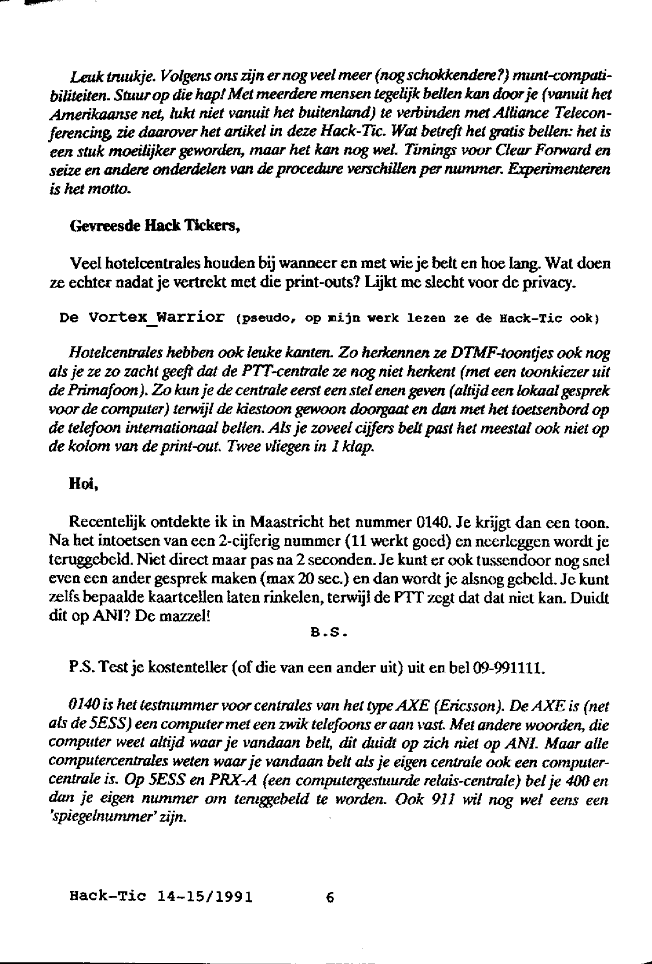 Leuk truukje. Volgens ons zijn er nog veel meer (nog schokkendere?) munt-compati-
biliteiten. Stuur op die hap! Met meerdere mensen tegelijk bellen kan door je (vanuit het
Amerikaanse net, lukt niet vanuit het buitenland) te verbinden met Alliance Telecon-
ferencing, zie daarover het artikel in deze Hack-Tic. Wat betreft het gratis bellen: het is
een stuk moeilijker geworden, maar het kan nog wel. Timings voor Clear Forward en
seize en andere onderdelen van de procedure verschillen per nummer. Experimenteren
is het motto.
Gevreesde Hack Tickers,
Veel hotelcentrales houden bij wanneer en met wie je belt en hoe lang. Wat doen
ze echter nadat je vertrekt met die print-outs? Lijkt me slecht voor de privacy.
De Vortex_Warrior (pseudo, op mijn werk lezen ze de Hack-Tic ook)
Hotelcentrales hebben ook leuke kanten. Zo herkennen ze DTMF-toontjes ook nog
als je ze zo zacht geeft dat de PTT-centrale ze nog niet herkent (met een toonkiezer uit
de Primafoon). Zo kun je de centrale eerst een stel enen geven (altijd een lokaal gesprek
voor de computer) terwijl de kiestoon gewoon doorgaat en dan met het toetsenbord op
de telefoon internationaal bellen. Als je zoveel cijfers belt past het meestal ook niet op
de kolom van de print-out. Twee vliegen in 1 klap.
Hoi,
Recentelijk ontdekte ik in Maastricht het nummer 0140. Je krijgt dan een toon.
Na het intoetsen van een 2-cijferig nummer (11 werkt goed) en neerleggen wordt je
teruggebeld. Niet direct maar pas na 2 seconden. Je kunt er ook tussendoor nog snel
even een ander gesprek maken (max 20 sec.) en dan wordt je alsnog gebeld. Je kunt
zelfs bepaalde kaartcellen laten rinkelen, terwijl de PTT zegt dat dat niet kan. Duidt
dit op ANI? De mazzel!
B.S.
P.S. Test je kostenteller (of die van een ander uit) uit en bel 09-991111.
0140 is het testnummer voor centrales van het type AXE (Ericsson). De AXE is (net
als de 5ESS) een computer met een zwik telefoons er aan vast. Met andere woorden, die
computer weet altijd waar je vandaan belt, dit duidt op zich niet op ANI. Maar alle
computercentrales weten waar je vandaan belt als je eigen centrale ook een computer-
centrale is. Op 5ESS en PRX-A (een computergestuurde relais-centrale) bel je 400 en
dan je eigen nummer om teruggebeld te worden. Ook 911 wil nog wel eens een
'spiegelnummer' zijn.
Hack-Tic 14-15/1991 6